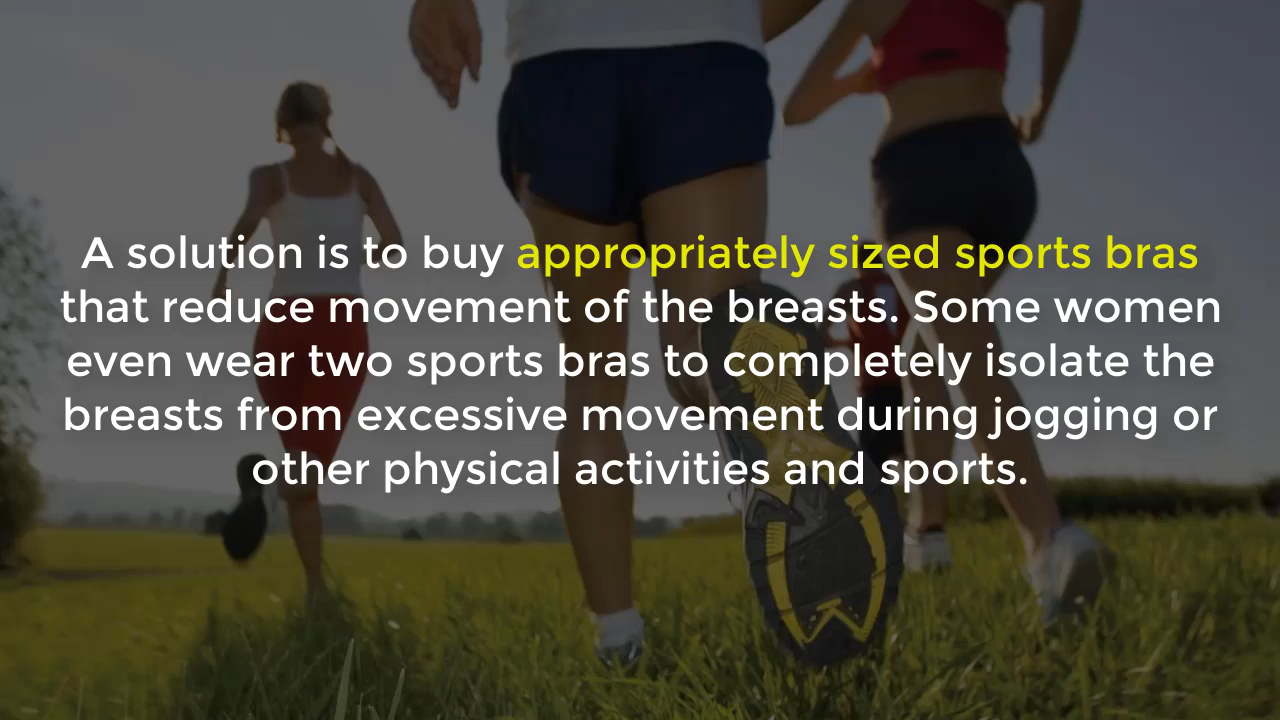 A solution is to buy appropriately sized sports bras
that reduce movement of the breasts. Some women
even wear two sports bras to completely isolate the
breasts from excessive movement during jogging or
other physical activities and sports.